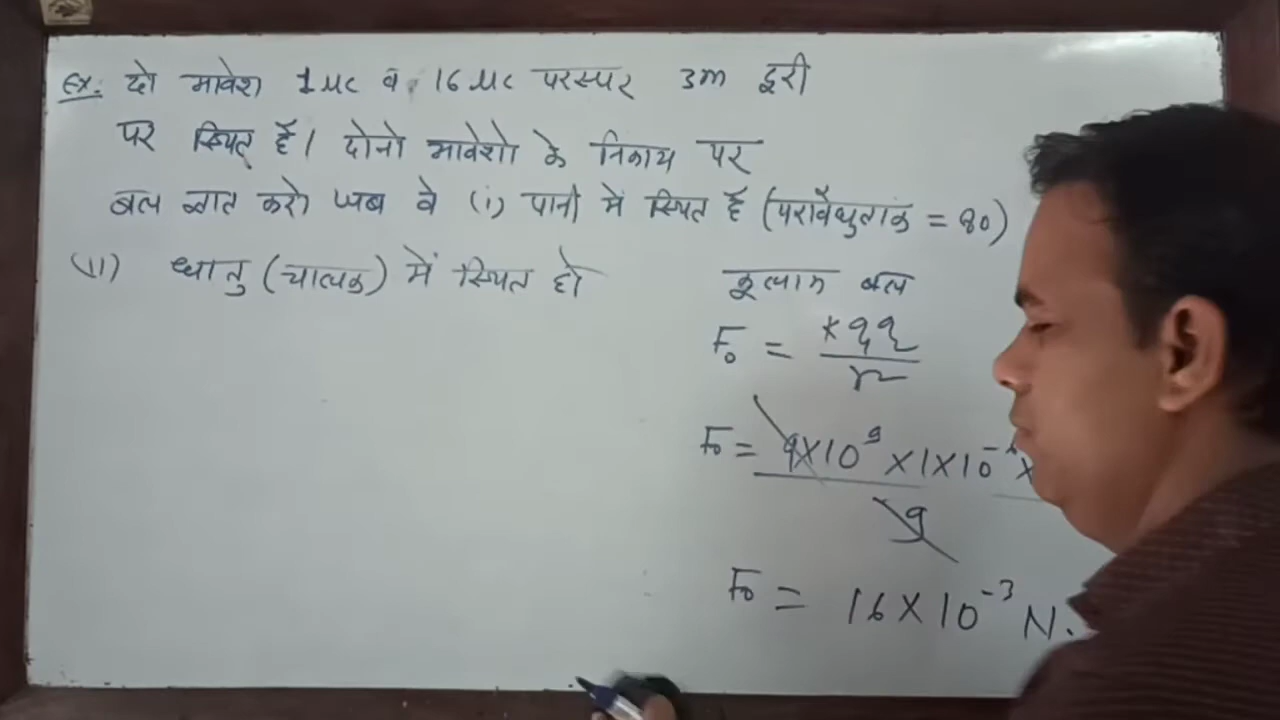 Ex: दो आवेश 1μc व 16μc परस्पर 3m दूरी
पर स्थित हैं। दोनो आवेशो के निकाय पर
बल ज्ञात करो जब वे (i) पानी में स्थित हैं (परावैधुतांक = 80)
(ii) धातु (चालक) में स्थित हो
कूलाम बल
F₀ = kqq / r²
F₀ = 9×10⁹ ×1×10⁻⁶ ×
9
F₀ = 16×10⁻³ N.